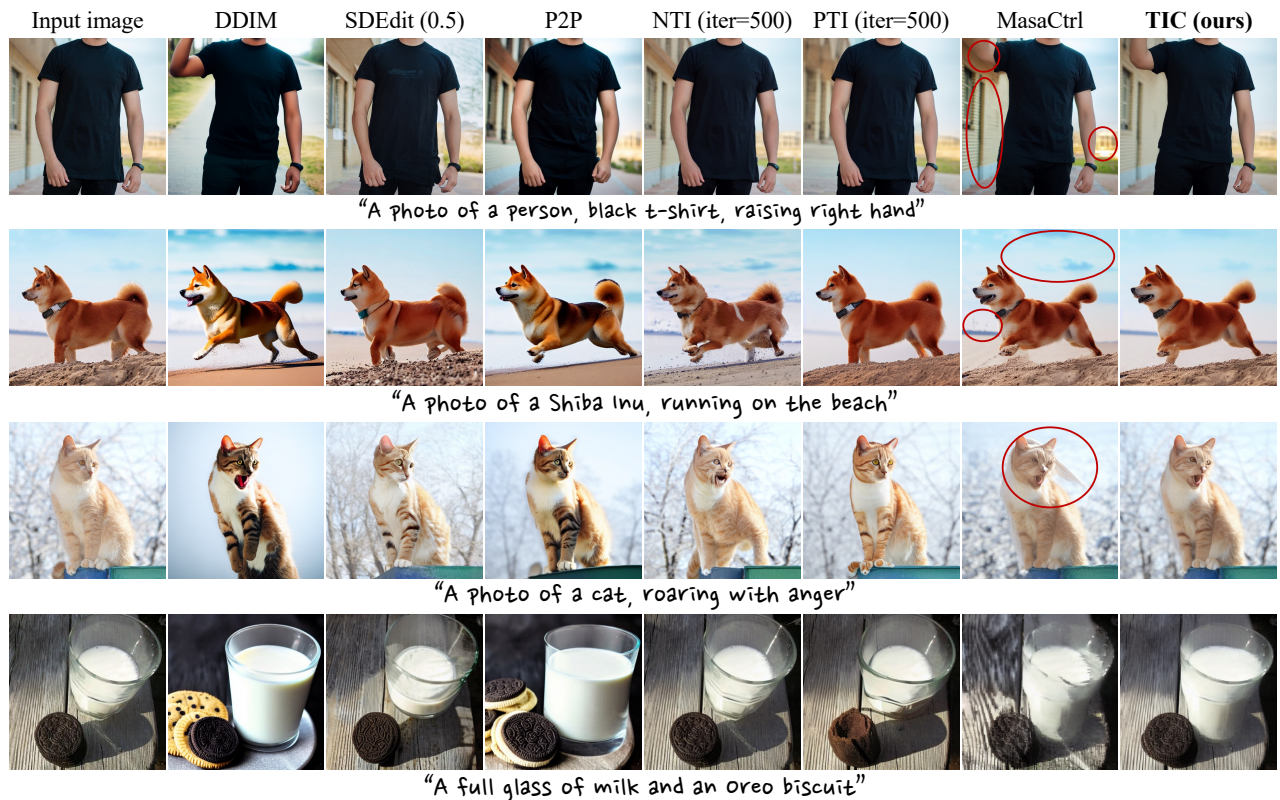 Input image DDIM SDEdit (0.5) P2P NTI (iter=500) PTI (iter=500) MasaCtrl TIC (ours)
“A photo of a person, black t-shirt, raising right hand”
“A photo of a Shiba Inu, running on the beach”
“A photo of a cat, roaring with anger”
“A full glass of milk and an oreo biscuit”